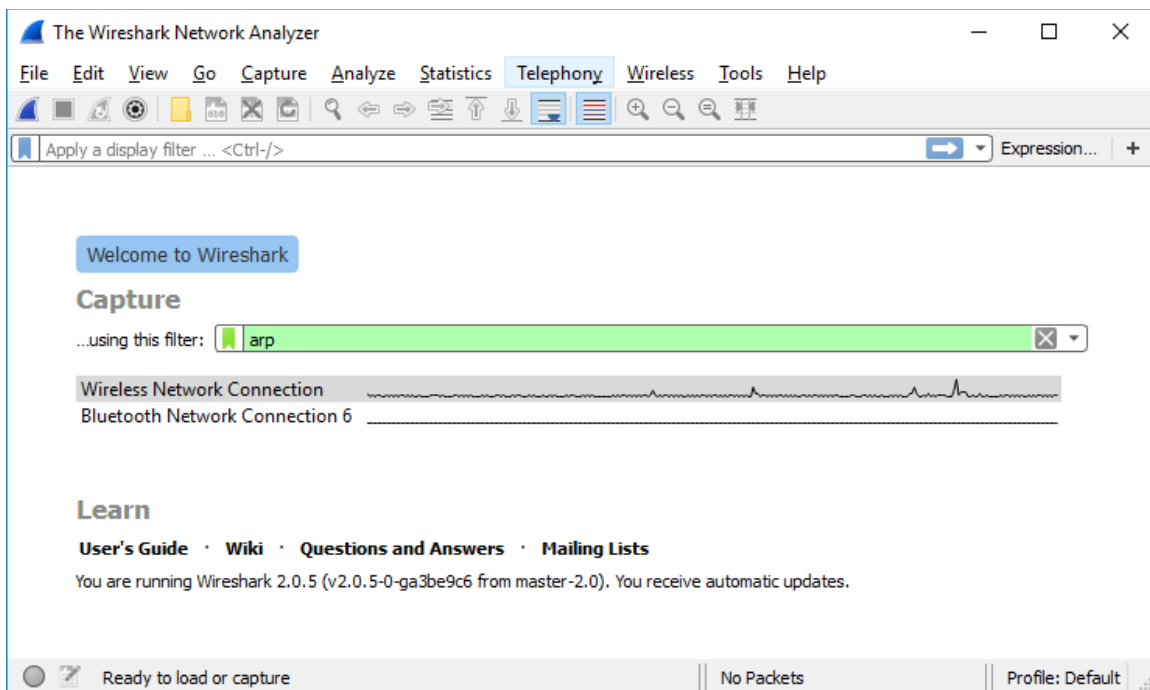 The Wireshark Network Analyzer
File Edit View Go Capture Analyze Statistics Telephony Wireless Tools Help
010
Apply a display filter ... <Ctrl-/> Expression... +
Welcome to Wireshark
Capture
...using this filter: arp
Wireless Network Connection
Bluetooth Network Connection 6
Learn
User's Guide · Wiki · Questions and Answers · Mailing Lists
You are running Wireshark 2.0.5 (v2.0.5-0-ga3be9c6 from master-2.0). You receive automatic updates.
Ready to load or capture No Packets Profile: Default